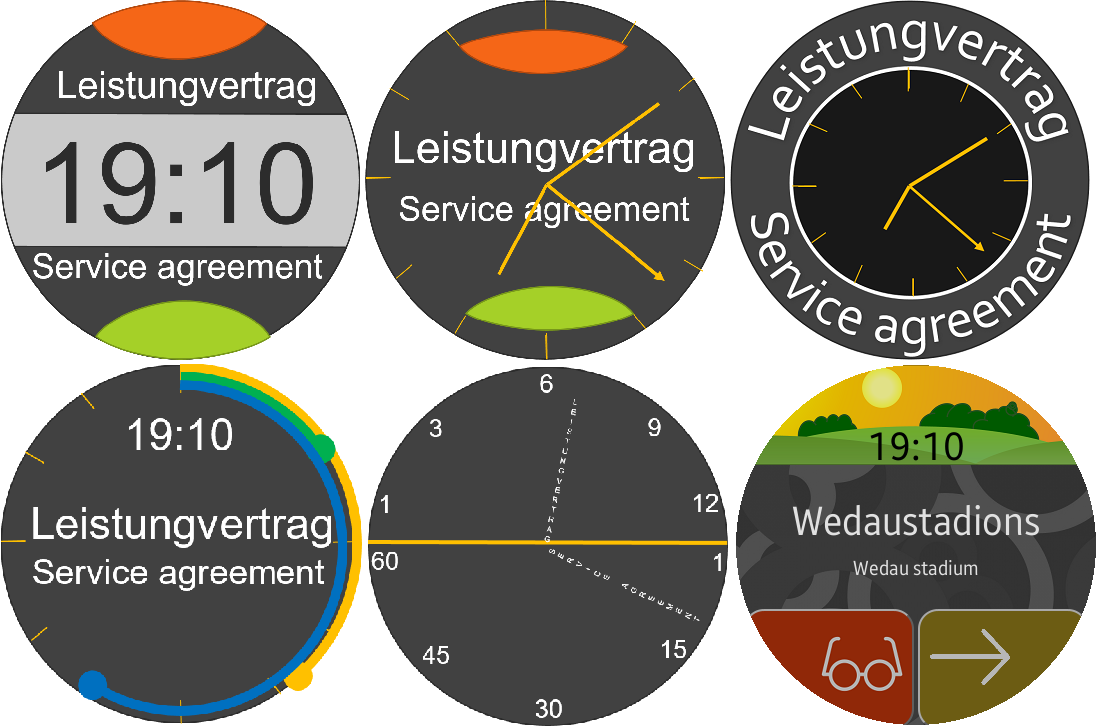 Leistungvertrag
19:10
Service agreement
Leistungvertrag
Service agreement
Leistungvertrag
Service agreement
19:10
Leistungvertrag
Service agreement
6
3
9
1
12
60
1
45
15
30
LEISTUNGVERTRAG
SERVICE AGREEMENT
19:10
Wedaustadions
Wedau stadium